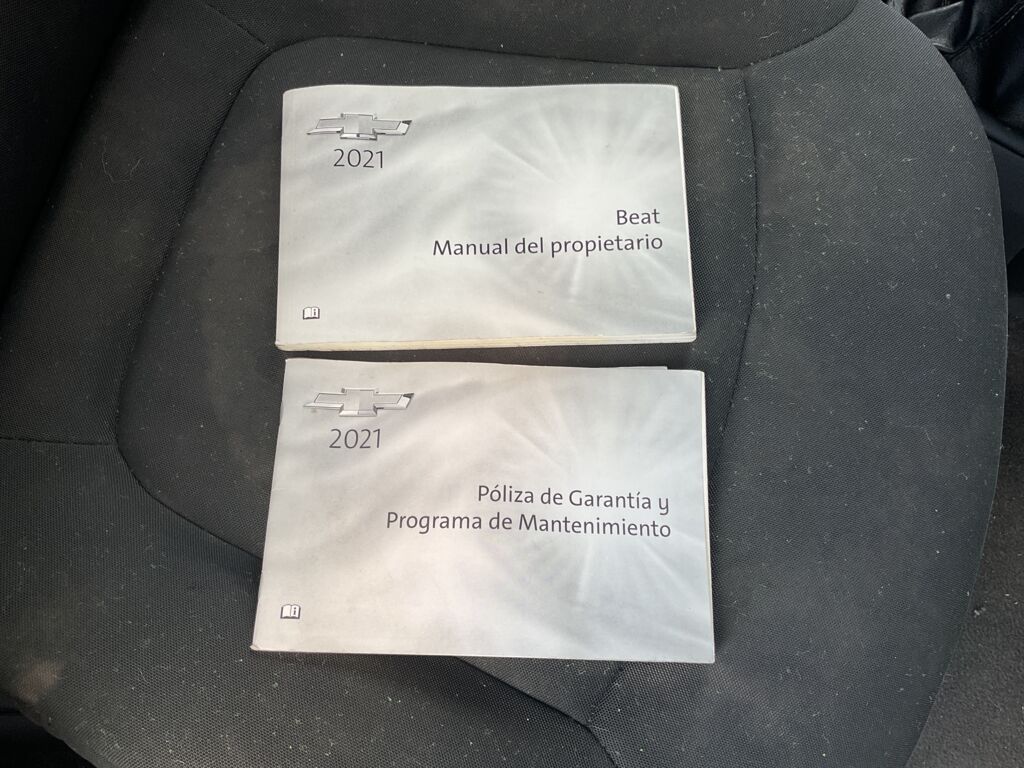 2021
Beat
Manual del propietario
2021
Póliza de Garantía y
Programa de Mantenimiento